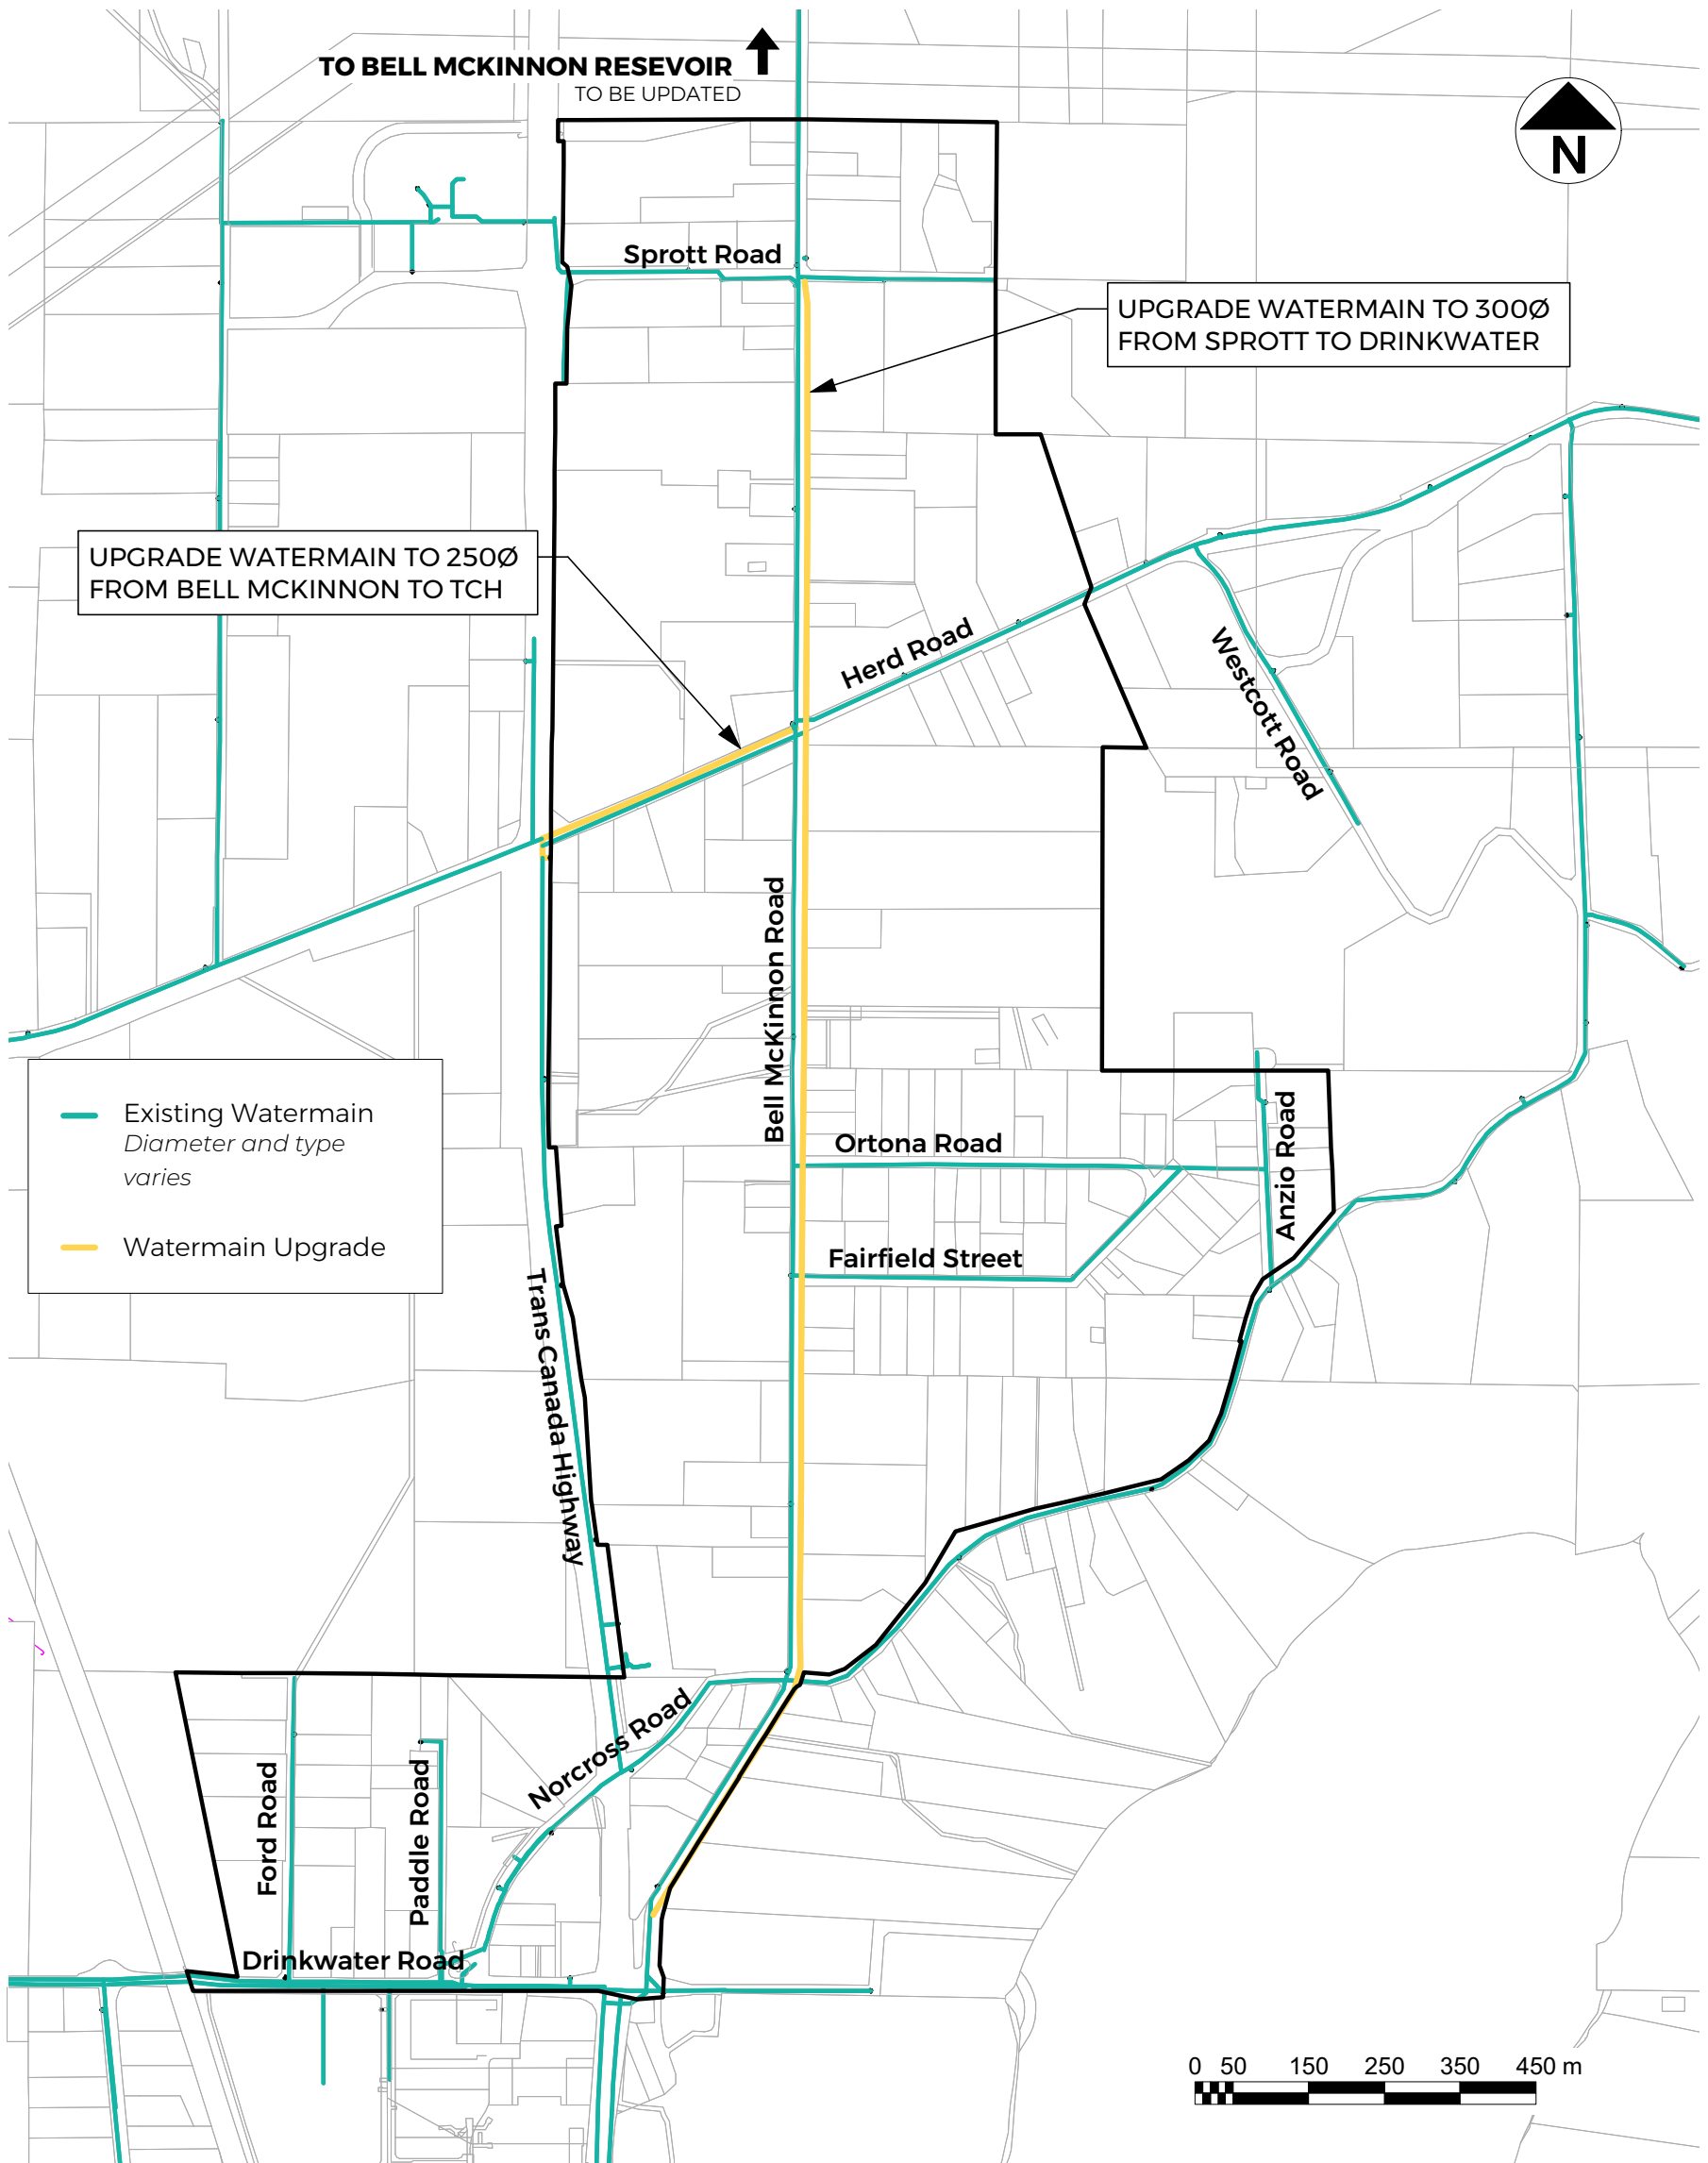 TO BELL MCKINNON RESEVOIR
TO BE UPDATED
N
Sprott Road
UPGRADE WATERMAIN TO 300Ø
FROM SPROTT TO DRINKWATER
UPGRADE WATERMAIN TO 250Ø
FROM BELL MCKINNON TO TCH
Herd Road
Westcott Road
Bell McKinnon Road
Existing Watermain
Diameter and type
varies
Watermain Upgrade
Ortona Road
Anzio Road
Fairfield Street
Trans Canada Highway
Norcross Road
Ford Road
Paddle Road
Drinkwater Road
0 50 150 250 350 450 m